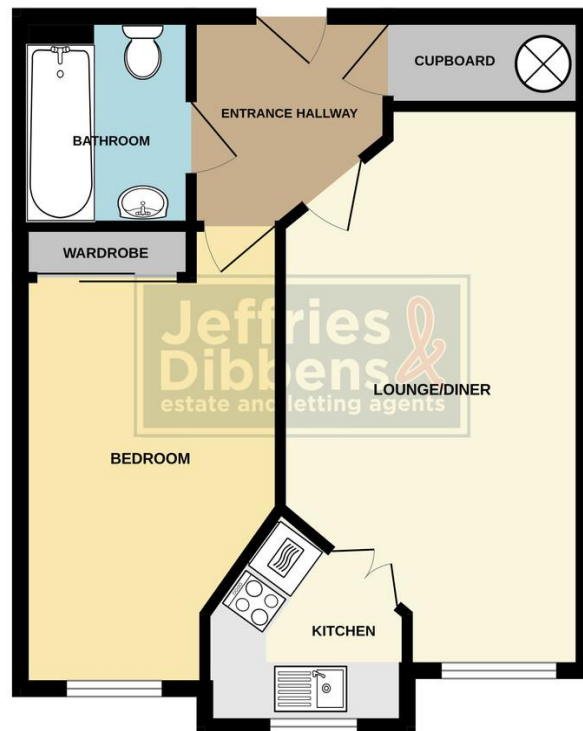 CUPBOARD
ENTRANCE HALLWAY
BATHROOM
WARDROBE
Jeffries &
Dibbens
estate and letting agents
LOUNGE/DINER
BEDROOM
KITCHEN